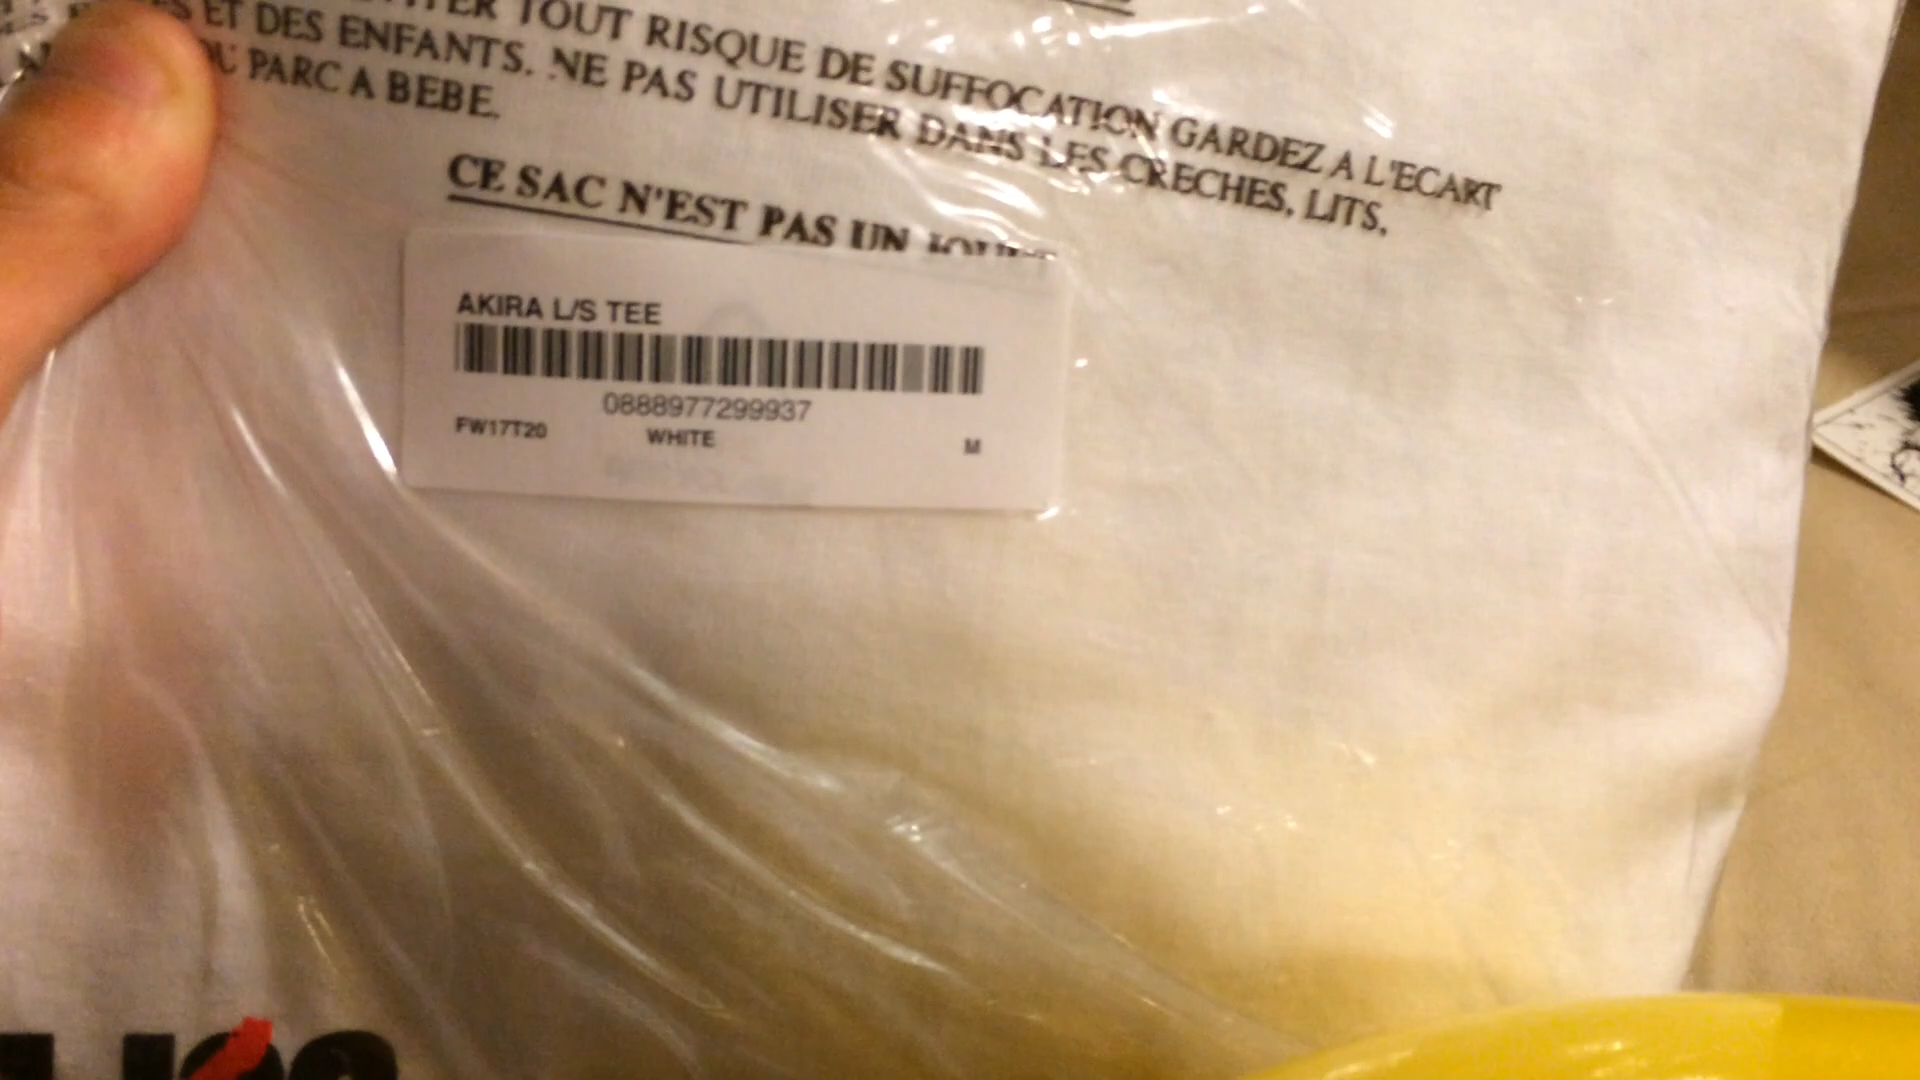 TOUT RISQUE DE SUFFOCATION GARDEZ A L'ECART
ET DES ENFANTS. NE PAS UTILISER DANS LES CRECHES, LITS,
PARC A BEBE.
CE SAC N'EST PAS UN
AKIRA L/S TEE
0888977299937
FW17T20 WHITE M